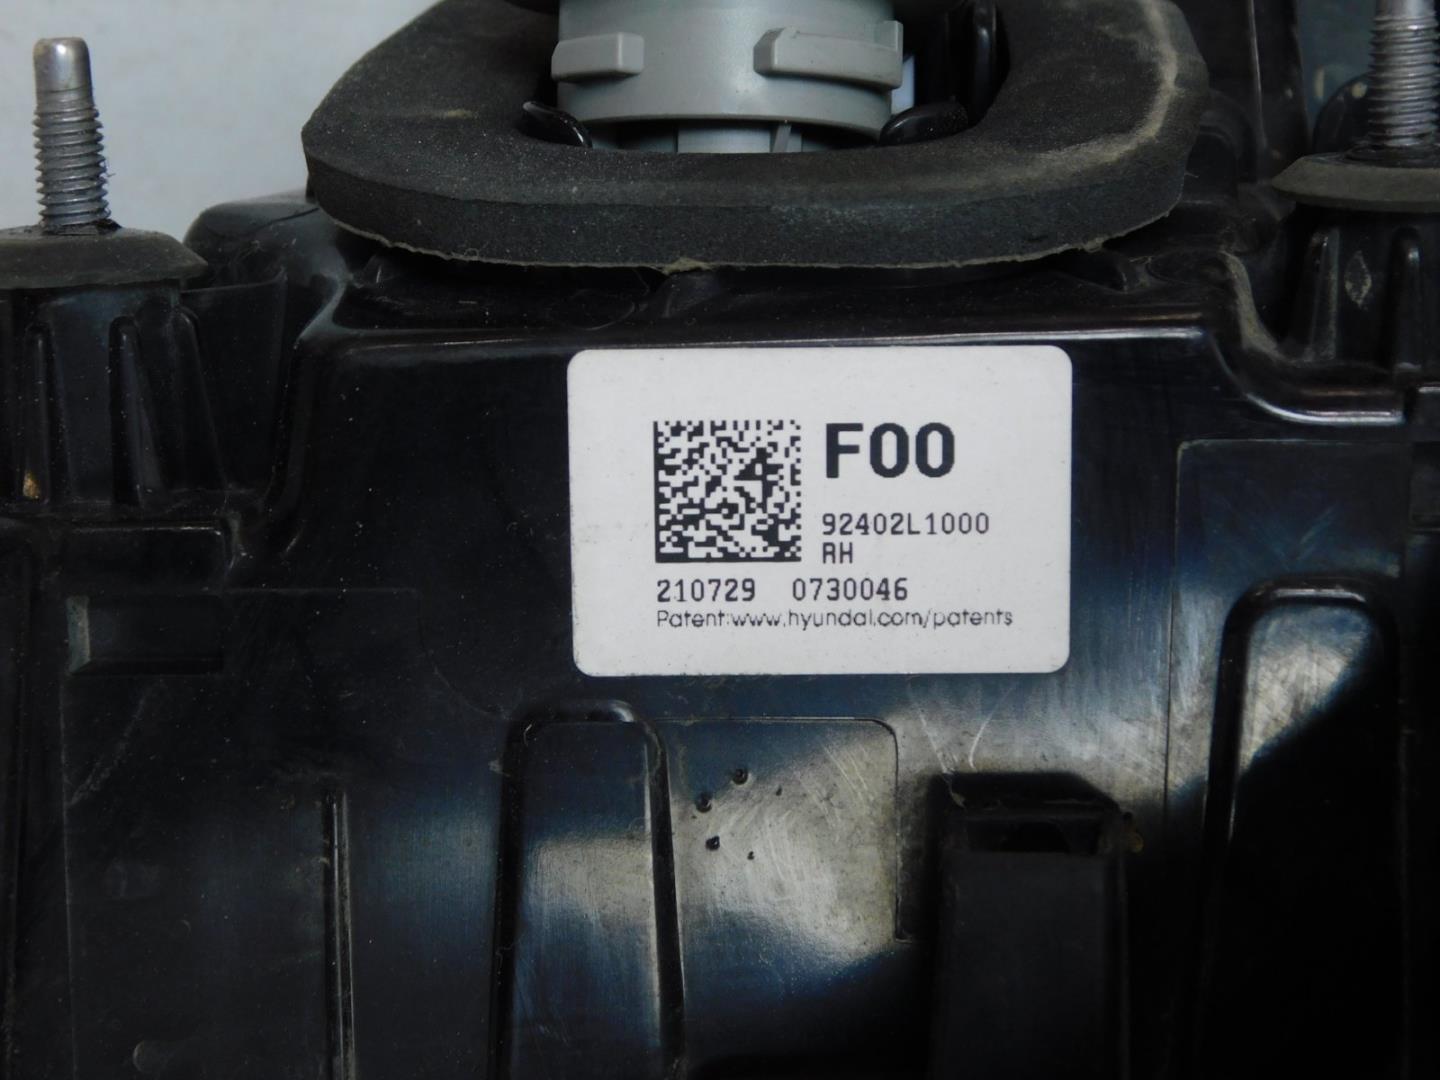 F00
92402L1000
RH
210729 0730046
Patent:www.hyundai.com/patents